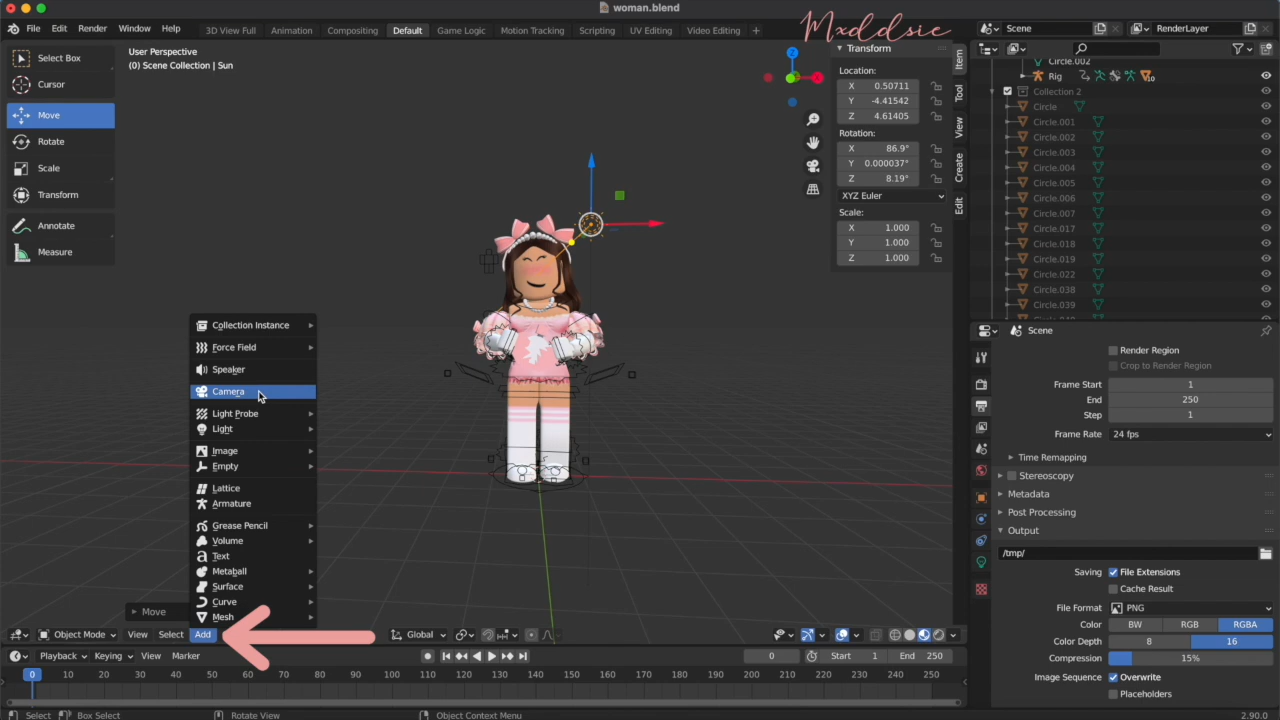 woman.blend
Mxddsie
File Edit Render Window Help 3D View Full Animation Compositing Default Game Logic Motion Tracking Scripting UV Editing Video Editing + Scene RenderLayer
Select Box
Cursor
Move
Rotate
Scale
Transform
Annotate
Measure
User Perspective
(0) Scene Collection | Sun
Z
X
Transform
Location:
X 0.50711
Y -4.41542
Z 4.61405
Rotation:
X 86.9°
Y 0.000037°
Z 8.19°
XYZ Euler
Scale:
X 1.000
Y 1.000
Z 1.000
Item
Tool
View
Create
Edit
Circle.002
Rig 10
Collection 2
Circle
Circle.001
Circle.002
Circle.003
Circle.004
Circle.005
Circle.006
Circle.007
Circle.017
Circle.018
Circle.019
Circle.022
Circle.038
Circle.039
Scene
Render Region
Crop to Render Region
Frame Start 1
End 250
Step 1
Frame Rate 24 fps
Time Remapping
Stereoscopy
Metadata
Post Processing
Output
/tmp/
Saving File Extensions
Cache Result
File Format PNG
Color BW RGB RGBA
Color Depth 8 16
Compression 15%
Image Sequence Overwrite
Placeholders
Collection Instance
Force Field
Speaker
Camera
Light Probe
Light
Image
Empty
Lattice
Armature
Grease Pencil
Volume
Text
Metaball
Surface
Curve
Mesh
Move
Object Mode View Select Add Global
Playback Keying View Marker 0 Start 1 End 250
0 10 20 30 40 50 60 70 80 90 100 110 120 130 140 150 160 170 180 190 200 210 220 230 240 250
Select Box Select Rotate View Object Context Menu 2.90.0